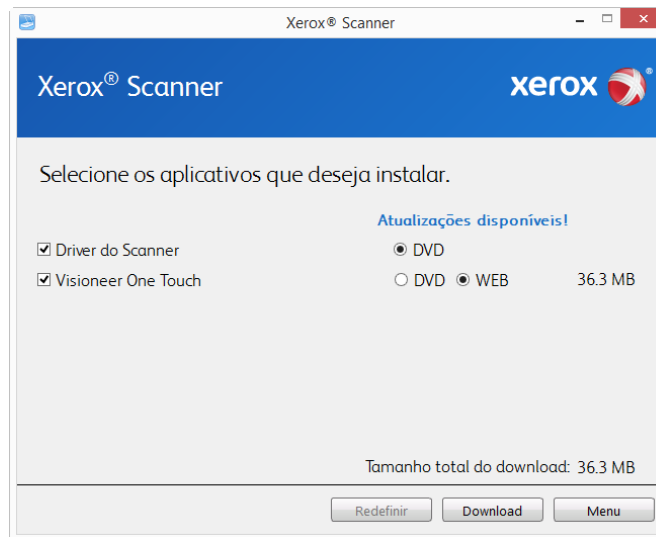 Xerox® Scanner
Xerox® Scanner
xerox®
Selecione os aplicativos que deseja instalar.
Atualizações disponíveis!
Driver do Scanner DVD
Visioneer One Touch DVD WEB 36.3 MB
Tamanho total do download: 36.3 MB
Redefinir Download Menu